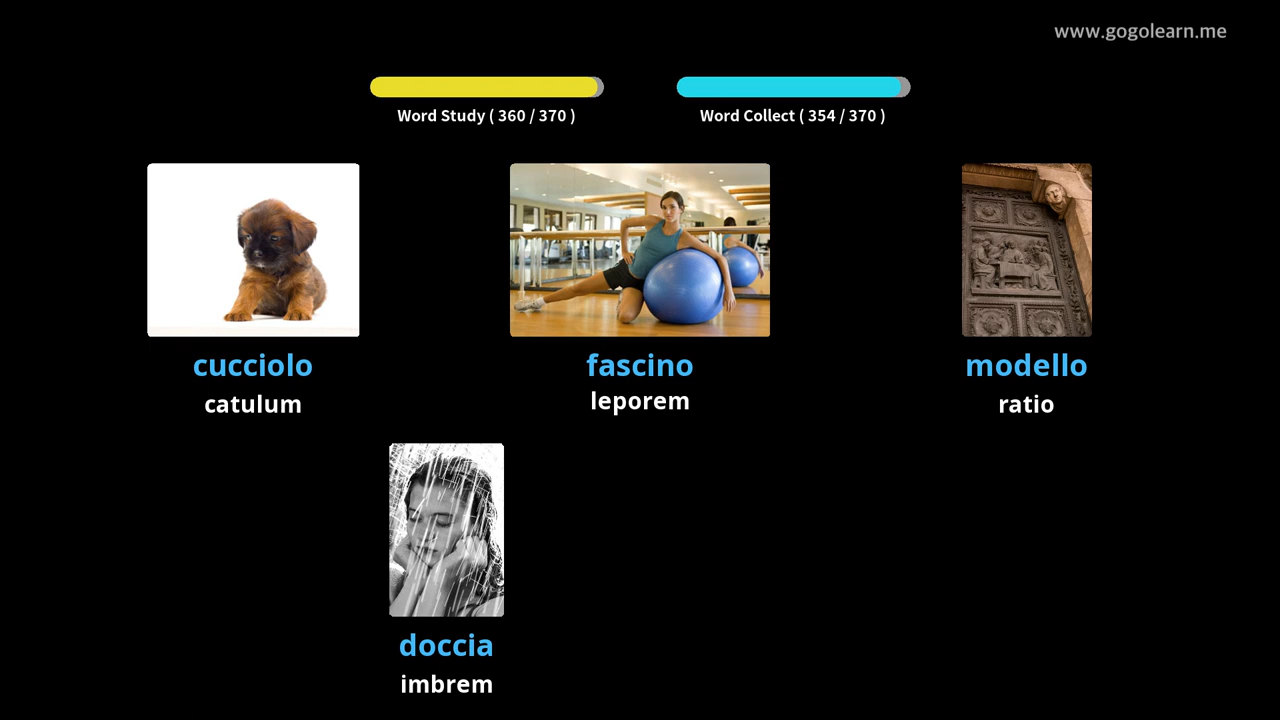 www.gogolearn.me
Word Study ( 360 / 370 )
Word Collect ( 354 / 370 )
cucciolo
catulum
fascino
leporem
modello
ratio
doccia
imbrem